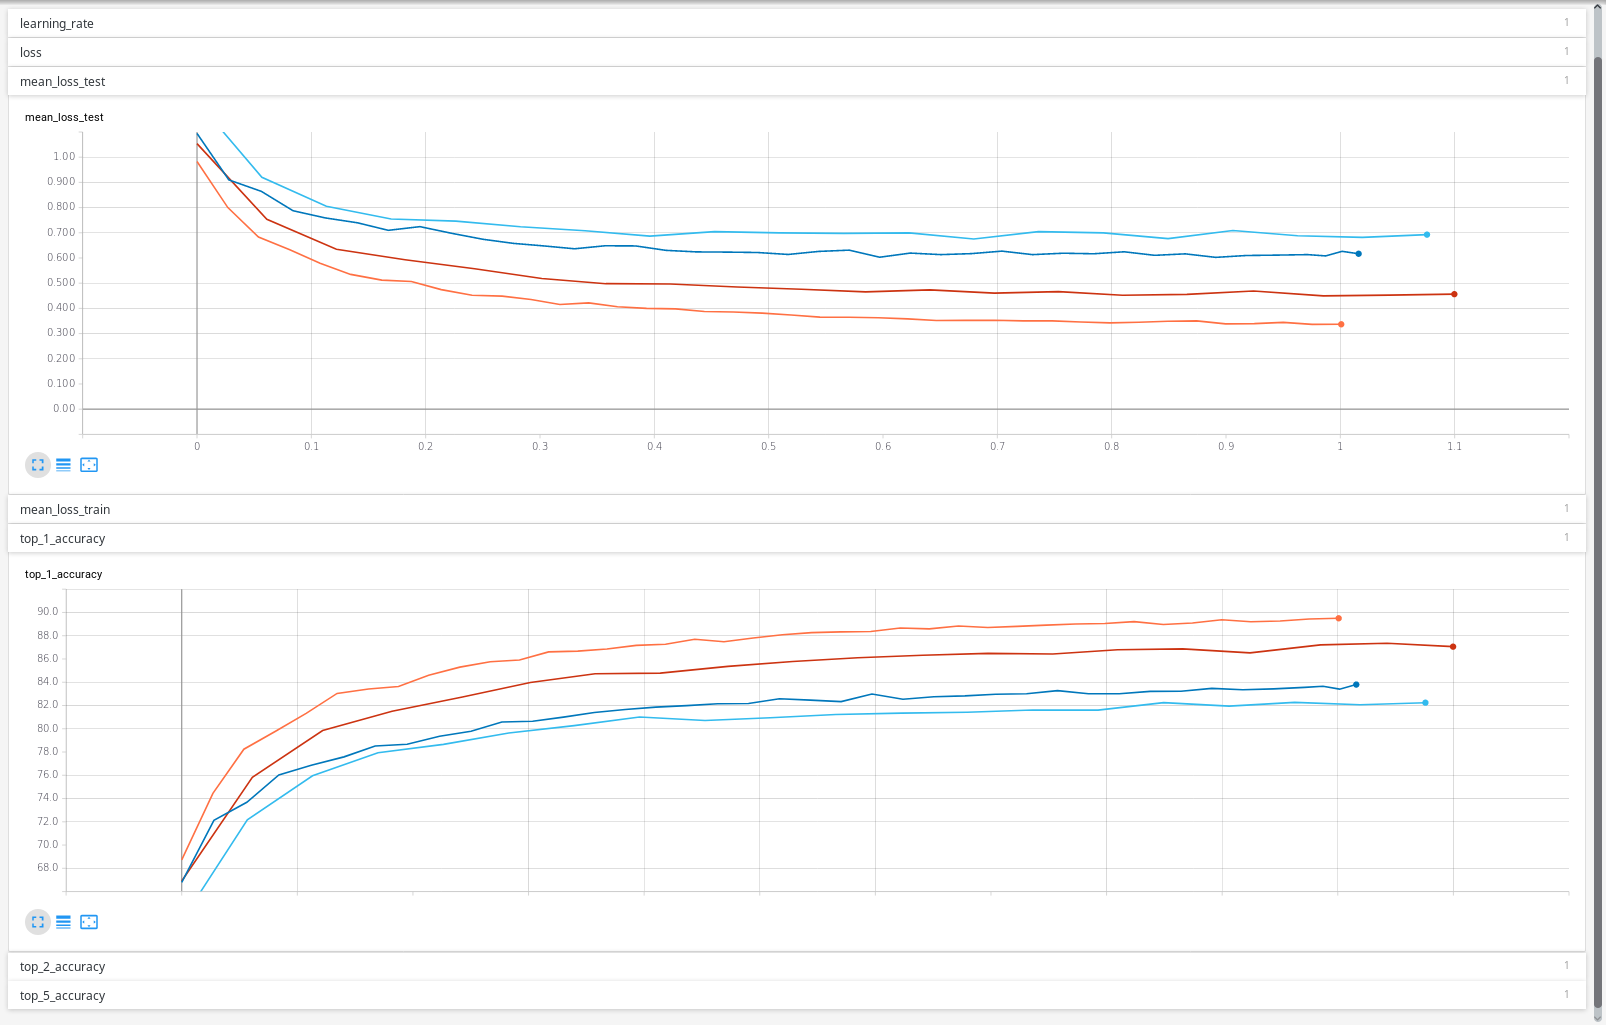 learning_rate 1
loss 1
mean_loss_test 1
mean_loss_test
1.00
0.900
0.800
0.700
0.600
0.500
0.400
0.300
0.200
0.100
0.00
0 0.1 0.2 0.3 0.4 0.5 0.6 0.7 0.8 0.9 1 1.1
mean_loss_train 1
top_1_accuracy 1
top_1_accuracy
90.0
88.0
86.0
84.0
82.0
80.0
78.0
76.0
74.0
72.0
70.0
68.0
top_2_accuracy 1
top_5_accuracy 1